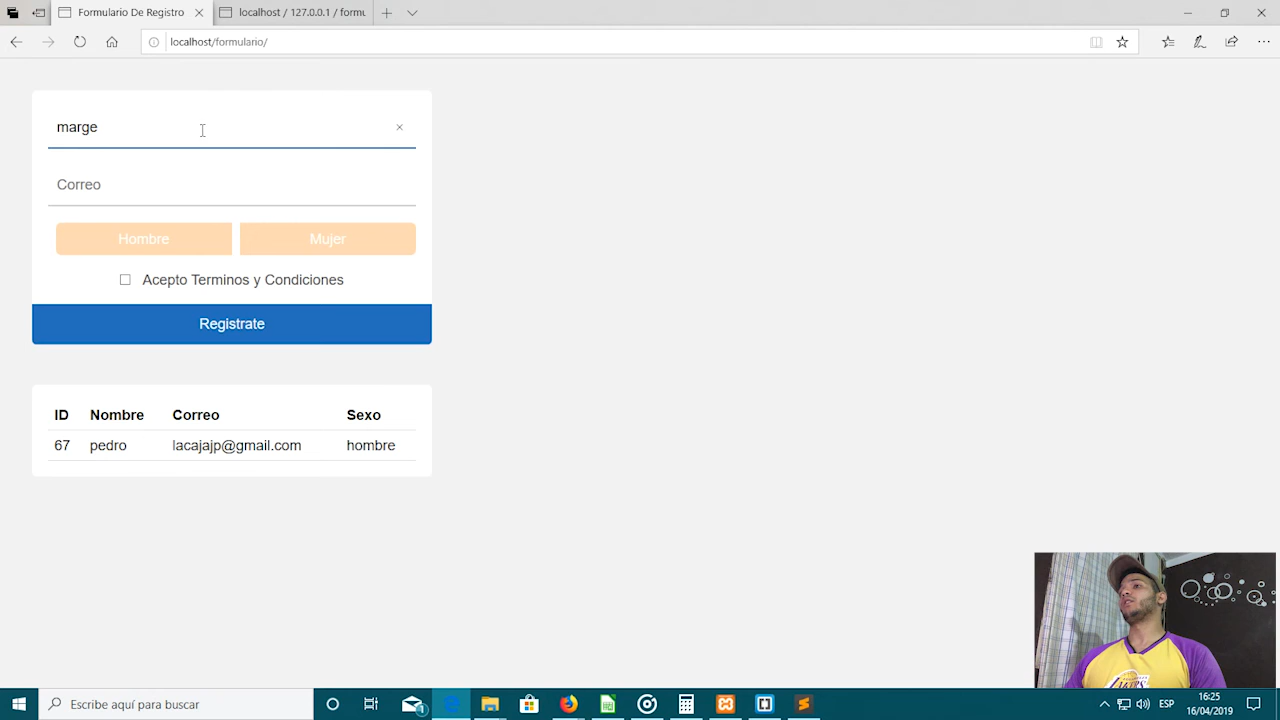 Formulario De Registro
localhost / 127.0.0.1 / formu
localhost/formulario/
marge
Correo
Hombre Mujer
Acepto Terminos y Condiciones
Registrate
ID Nombre Correo Sexo
67 pedro lacajajp@gmail.com hombre
Escribe aquí para buscar
1
ESP
16:25
16/04/2019